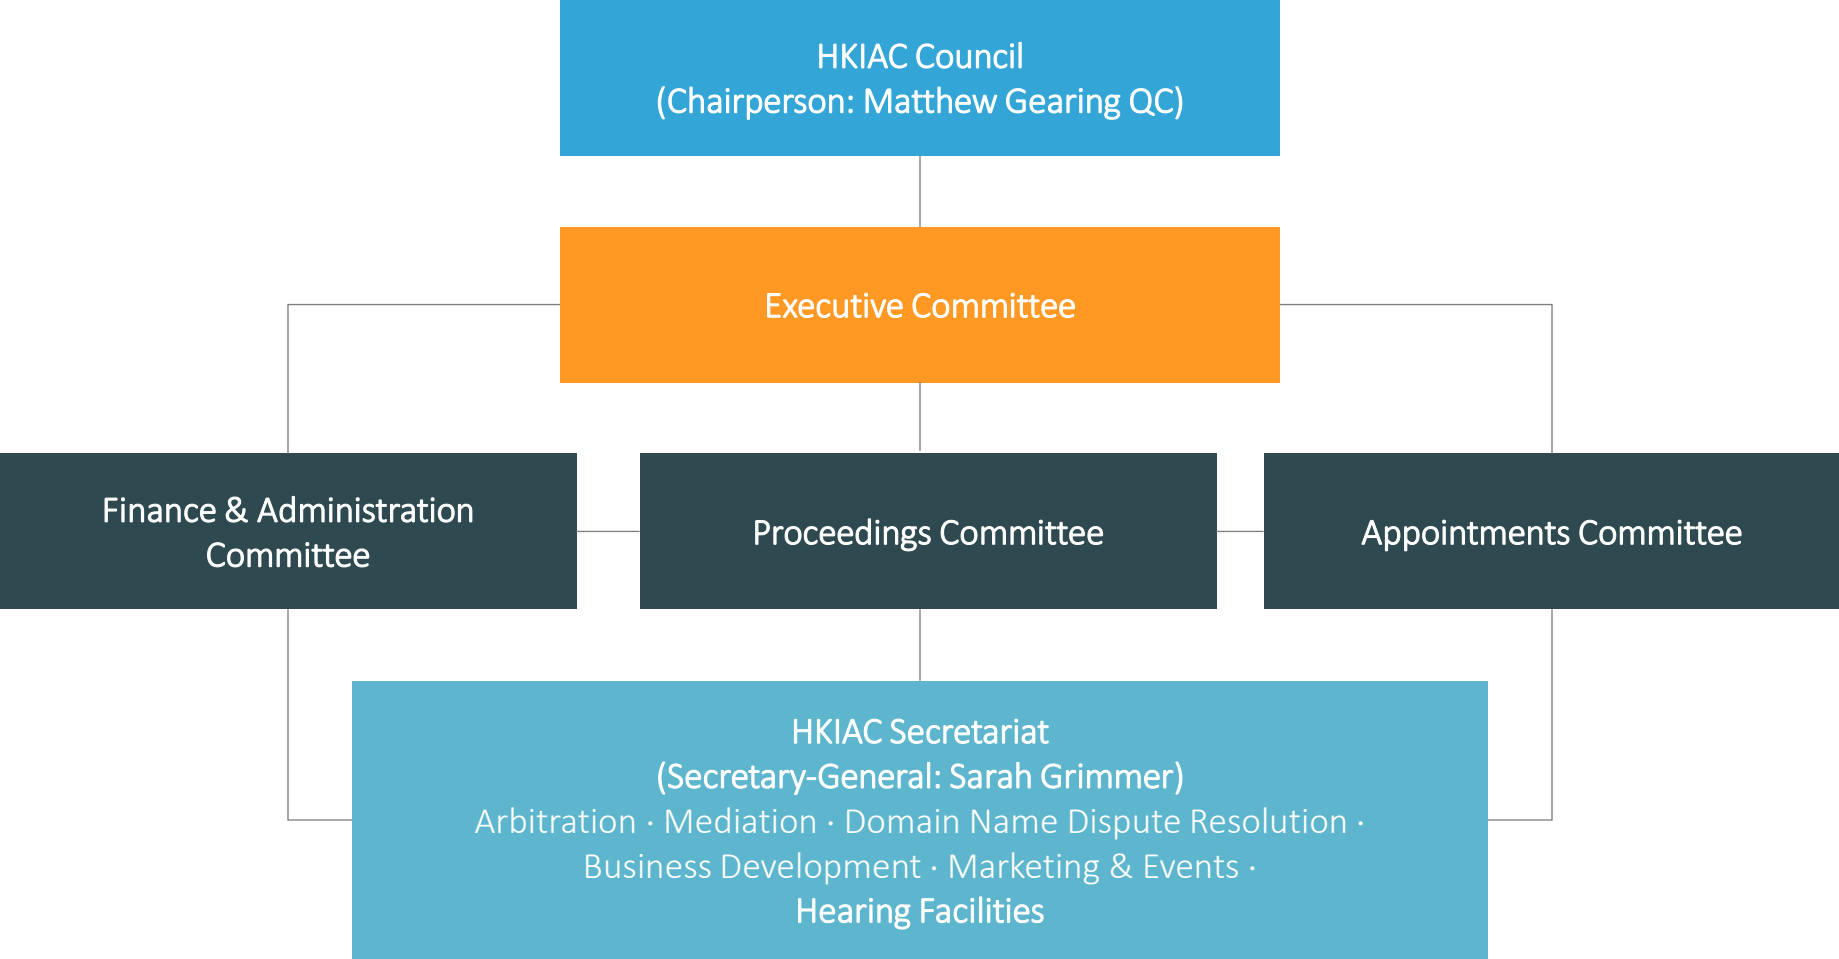 HKIAC Council
(Chairperson: Matthew Gearing QC)
Executive Committee
Finance & Administration
Committee
Proceedings Committee
Appointments Committee
HKIAC Secretariat
(Secretary-General: Sarah Grimmer)
Arbitration · Mediation · Domain Name Dispute Resolution ·
Business Development · Marketing & Events ·
Hearing Facilities